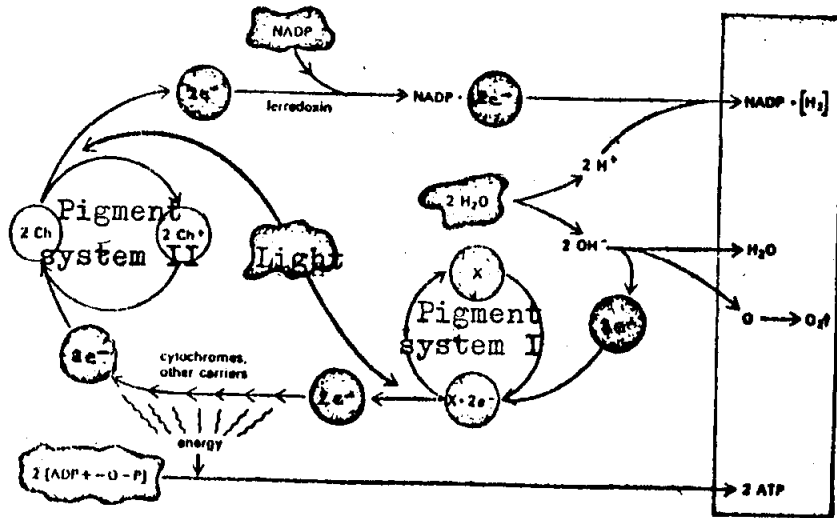 NADP
2e⁻
ferredoxin
NADP · 2e⁻
NADP · [H₂]
2 H⁺
2 H₂O
2 OH⁻
H₂O
2 Ch
Pigment system II
2 Ch⁺
Light
X
Pigment system I
X · 2e⁻
2e⁻
O
O₂↑
2e⁻
cytochromes,
other carriers
2e⁻
energy
2 [ADP + –O–P]
2 ATP